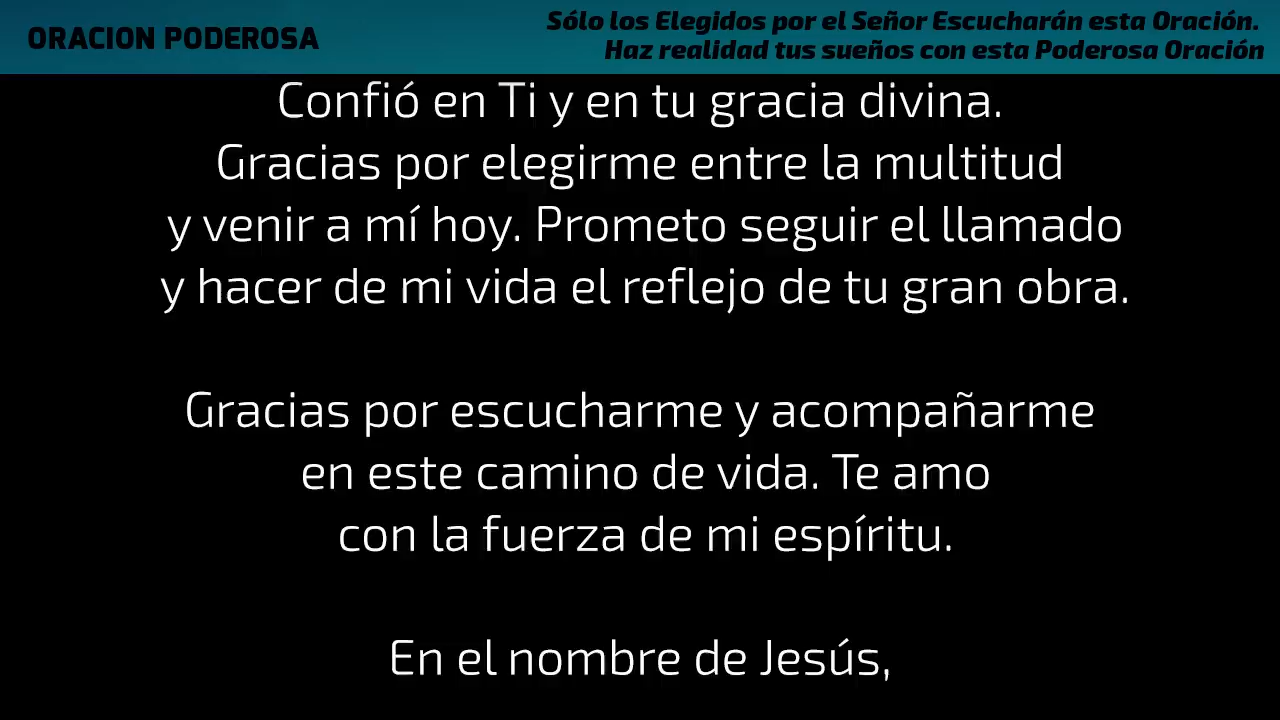 ORACION PODEROSA
Sólo los Elegidos por el Señor Escucharán esta Oración.
Haz realidad tus sueños con esta Poderosa Oración
Confió en Ti y en tu gracia divina.
Gracias por elegirme entre la multitud
y venir a mí hoy. Prometo seguir el llamado
y hacer de mi vida el reflejo de tu gran obra.
Gracias por escucharme y acompañarme
en este camino de vida. Te amo
con la fuerza de mi espíritu.
En el nombre de Jesús,